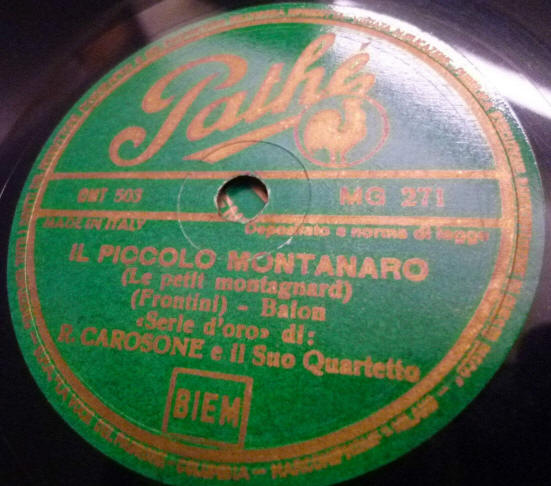 Pathé
OMT 503
MG 271
MADE IN ITALY
Depositato a norma di legge
IL PICCOLO MONTANARO
(Le petit montagnard)
(Frontini) - Baion
«Serie d'oro» di:
R. CAROSONE e il Suo Quartetto
BIEM